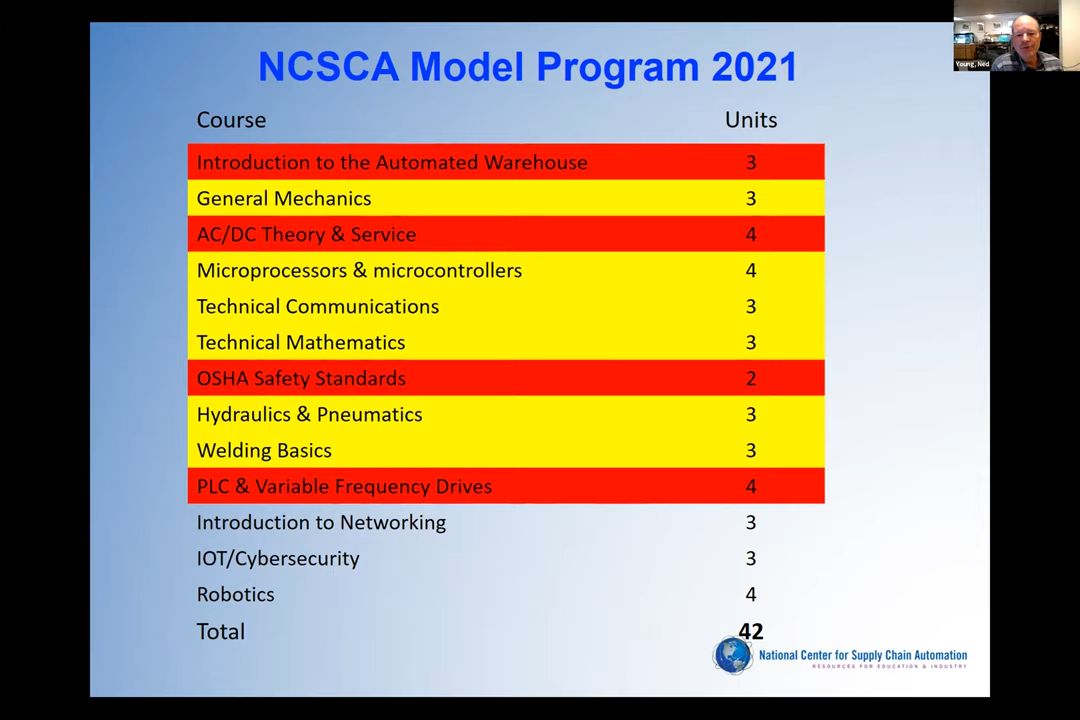 NCSCA Model Program 2021
Course Units
Introduction to the Automated Warehouse 3
General Mechanics 3
AC/DC Theory & Service 4
Microprocessors & microcontrollers 4
Technical Communications 3
Technical Mathematics 3
OSHA Safety Standards 2
Hydraulics & Pneumatics 3
Welding Basics 3
PLC & Variable Frequency Drives 4
Introduction to Networking 3
IOT/Cybersecurity 3
Robotics 4
Total 42
National Center for Supply Chain Automation
RESOURCES FOR EDUCATION & INDUSTRY
Young, Ned